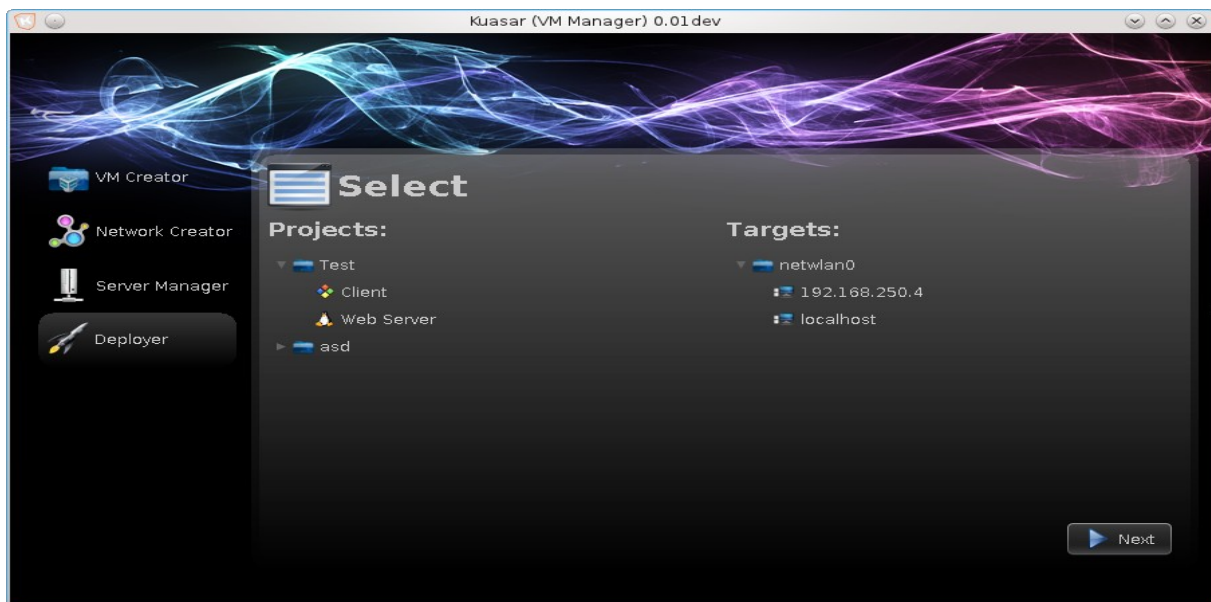 Kuasar (VM Manager) 0.01dev
VM Creator
Network Creator
Server Manager
Deployer
Select
Projects:
Test
Client
Web Server
asd
Targets:
netwlan0
192.168.250.4
localhost
Next